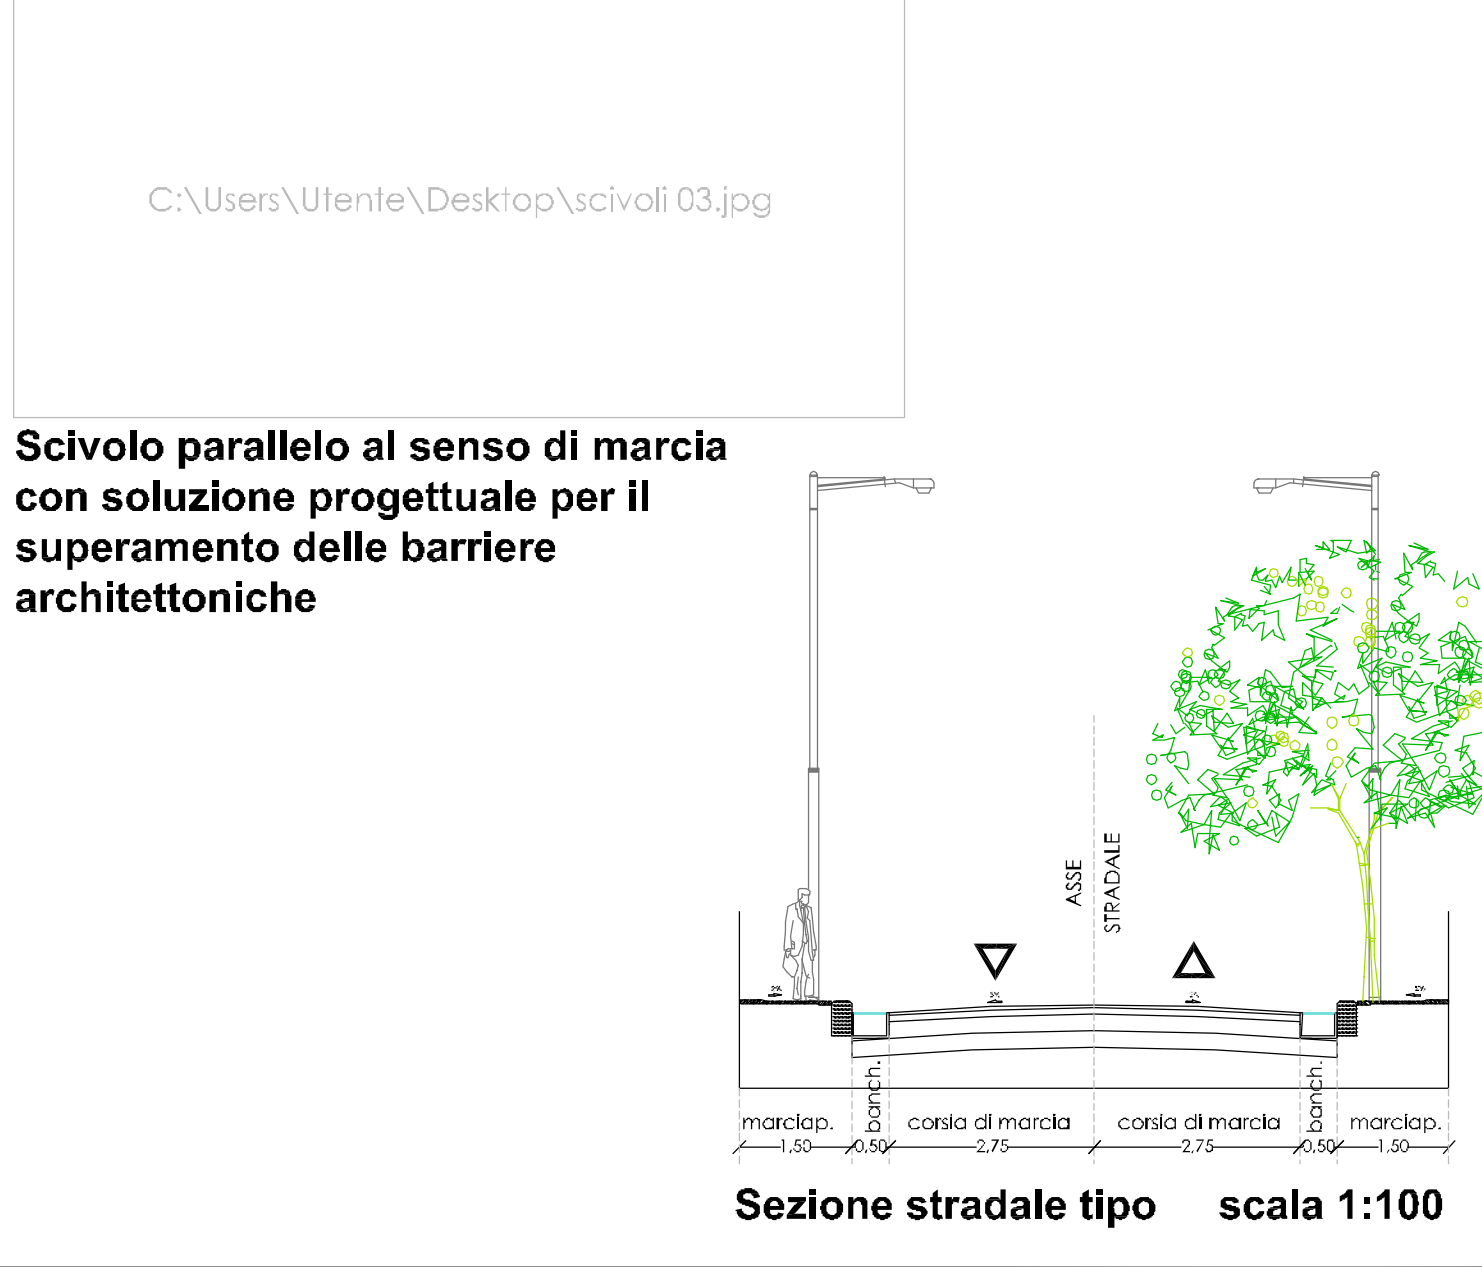 C:\Users\Utente\Desktop\scivoli 03.jpg
Scivolo parallelo al senso di marcia
con soluzione progettuale per il
superamento delle barriere
architettoniche
ASSE
STRADALE
marciap.
banch.
corsia di marcia
corsia di marcia
banch.
marciap.
1,50
0,50
2,75
2,75
0,50
1,50
Sezione stradale tipo scala 1:100